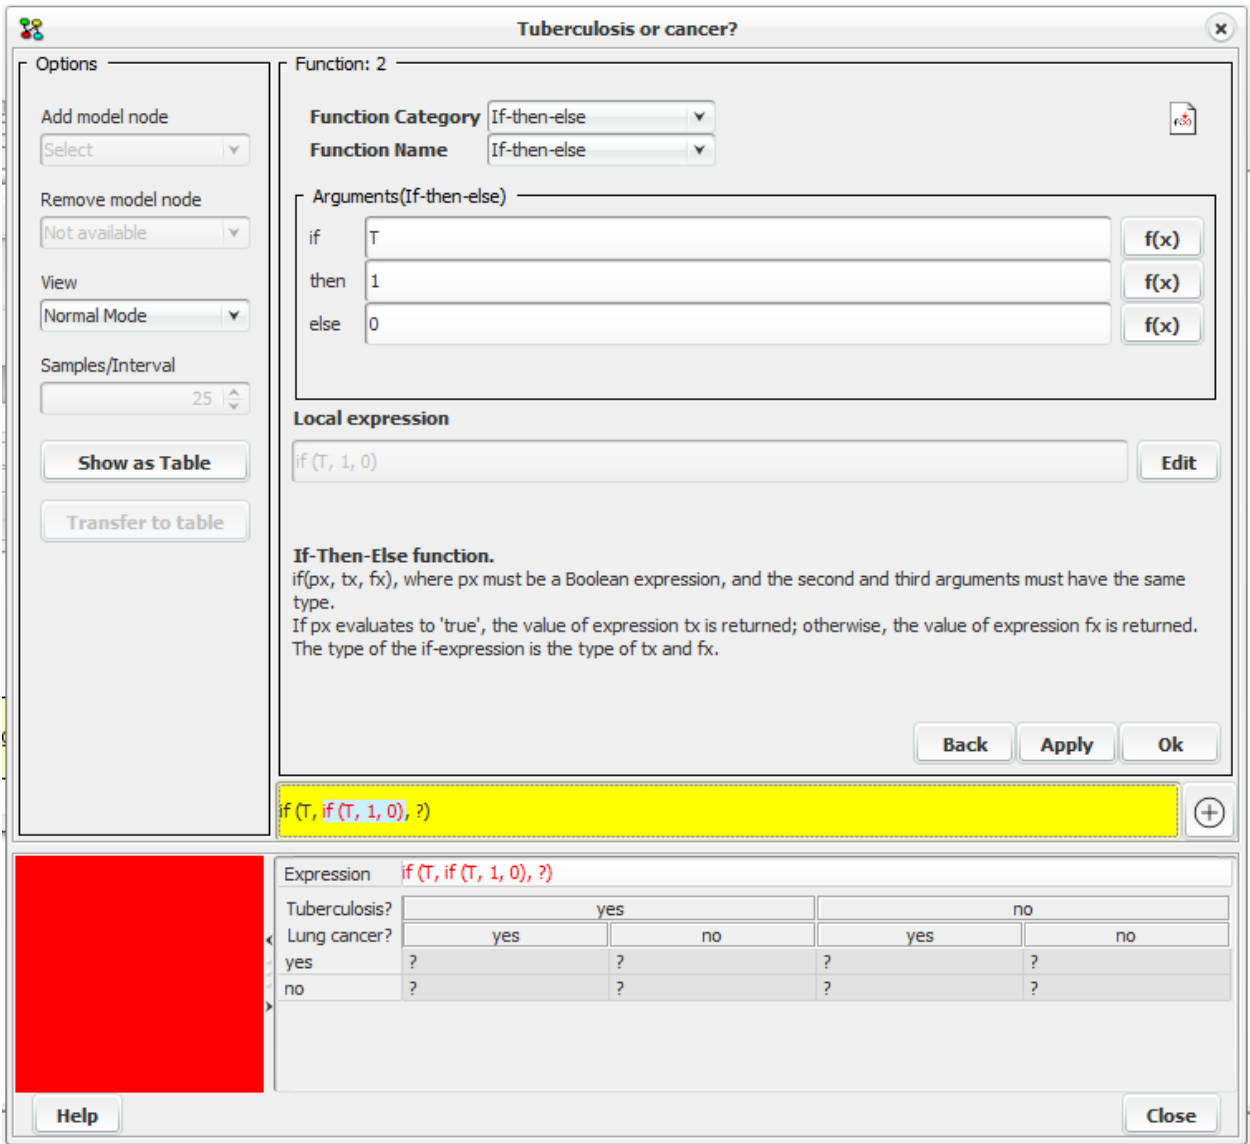 Tuberculosis or cancer?
Options
Add model node
Select
Remove model node
Not available
View
Normal Mode
Samples/Interval
25
Show as Table
Transfer to table
Function: 2
Function Category If-then-else
Function Name If-then-else
Arguments(If-then-else)
if T f(x)
then 1 f(x)
else 0 f(x)
Local expression
if (T, 1, 0) Edit
If-Then-Else function.
if(px, tx, fx), where px must be a Boolean expression, and the second and third arguments must have the same
type.
If px evaluates to 'true', the value of expression tx is returned; otherwise, the value of expression fx is returned.
The type of the if-expression is the type of tx and fx.
Back Apply Ok
if (T, if (T, 1, 0), ?)
Expression if (T, if (T, 1, 0), ?)
Tuberculosis? yes no
Lung cancer? yes no yes no
yes ? ? ? ?
no ? ? ? ?
Help Close